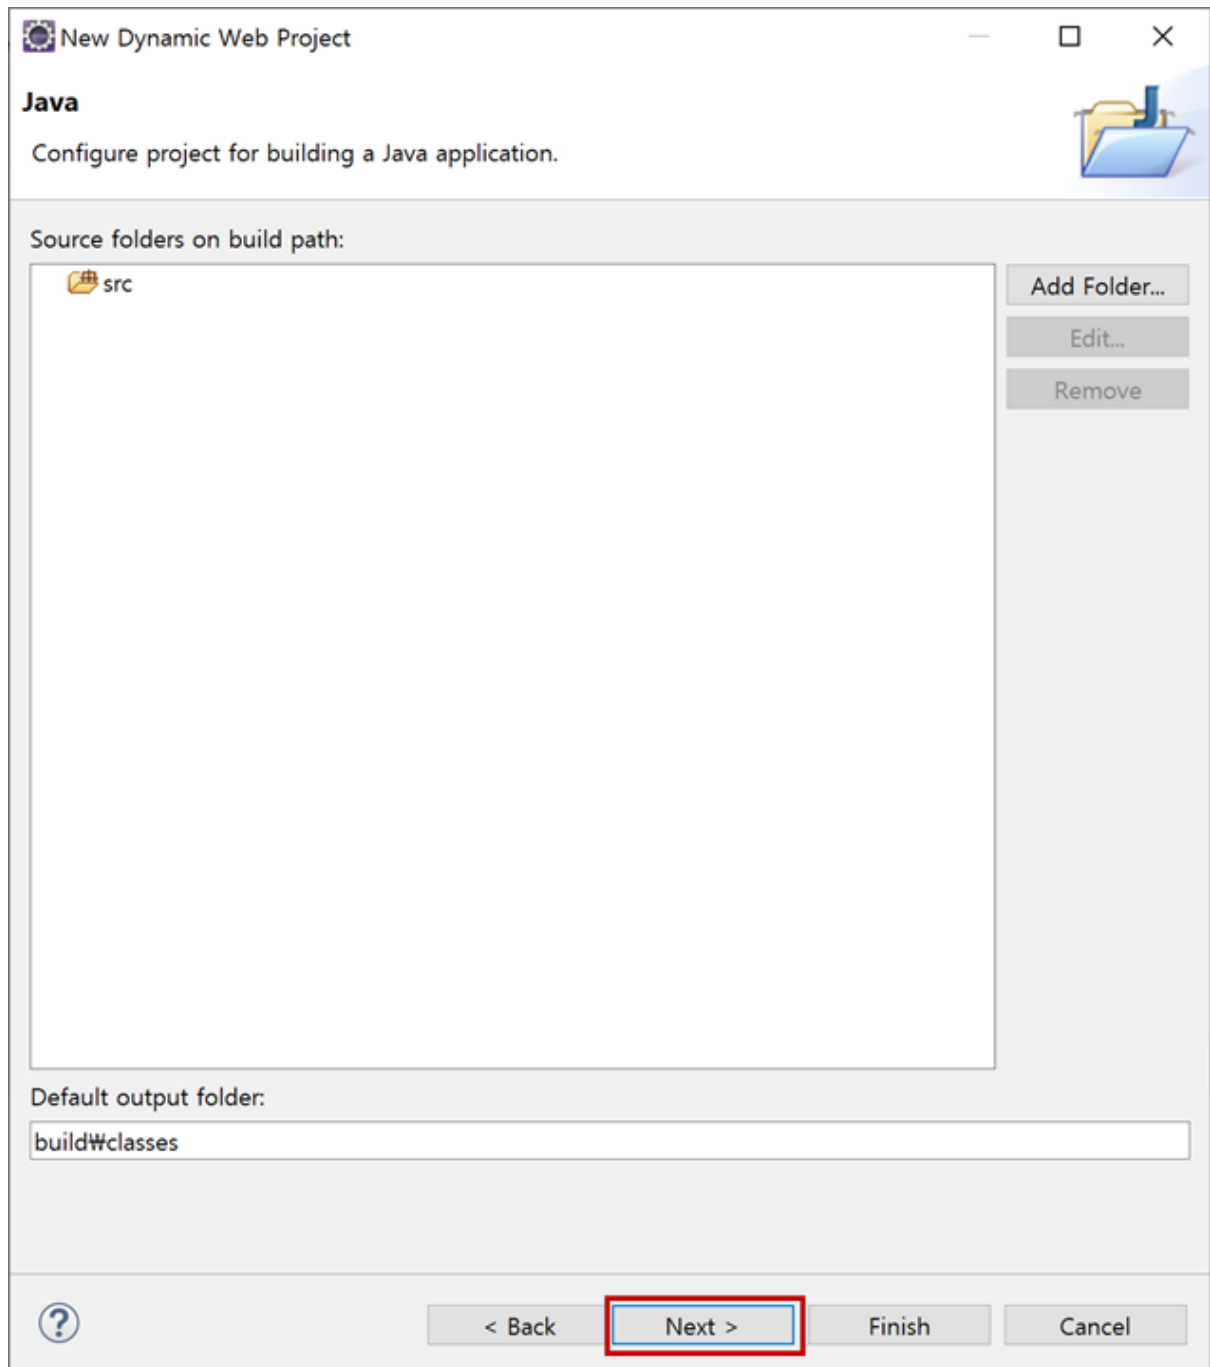 New Dynamic Web Project
Java
Configure project for building a Java application.
Source folders on build path:
src
Add Folder...
Edit...
Remove
Default output folder:
build₩classes
< Back
Next >
Finish
Cancel